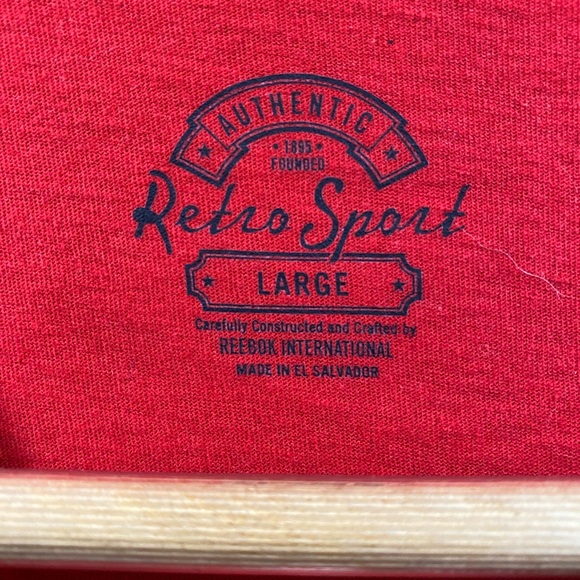 AUTHENTIC
• 1895 •
FOUNDED
Retro Sport
LARGE
Carefully Constructed and Crafted by
REEBOK INTERNATIONAL
MADE IN EL SALVADOR